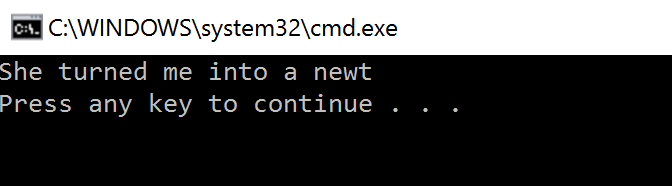 C:\WINDOWS\system32\cmd.exe
She turned me into a newt
Press any key to continue . . .